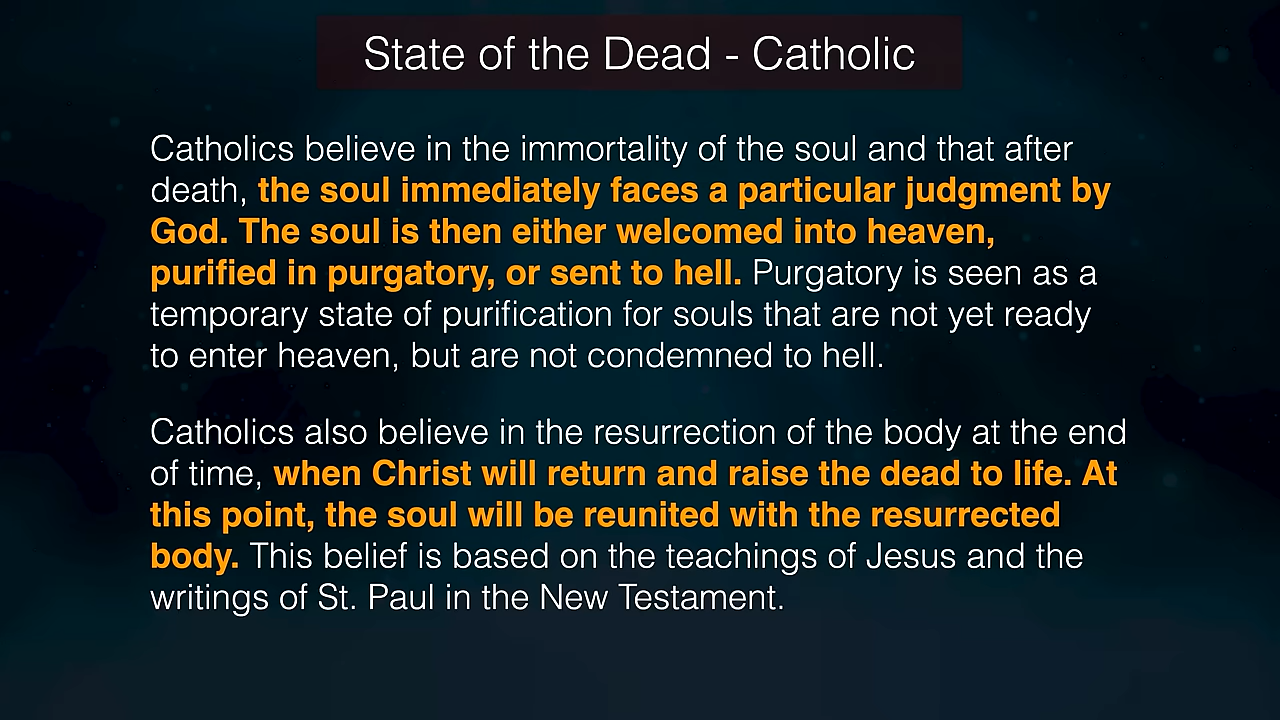 State of the Dead - Catholic
Catholics believe in the immortality of the soul and that after
death, the soul immediately faces a particular judgment by
God. The soul is then either welcomed into heaven,
purified in purgatory, or sent to hell. Purgatory is seen as a
temporary state of purification for souls that are not yet ready
to enter heaven, but are not condemned to hell.
Catholics also believe in the resurrection of the body at the end
of time, when Christ will return and raise the dead to life. At
this point, the soul will be reunited with the resurrected
body. This belief is based on the teachings of Jesus and the
writings of St. Paul in the New Testament.